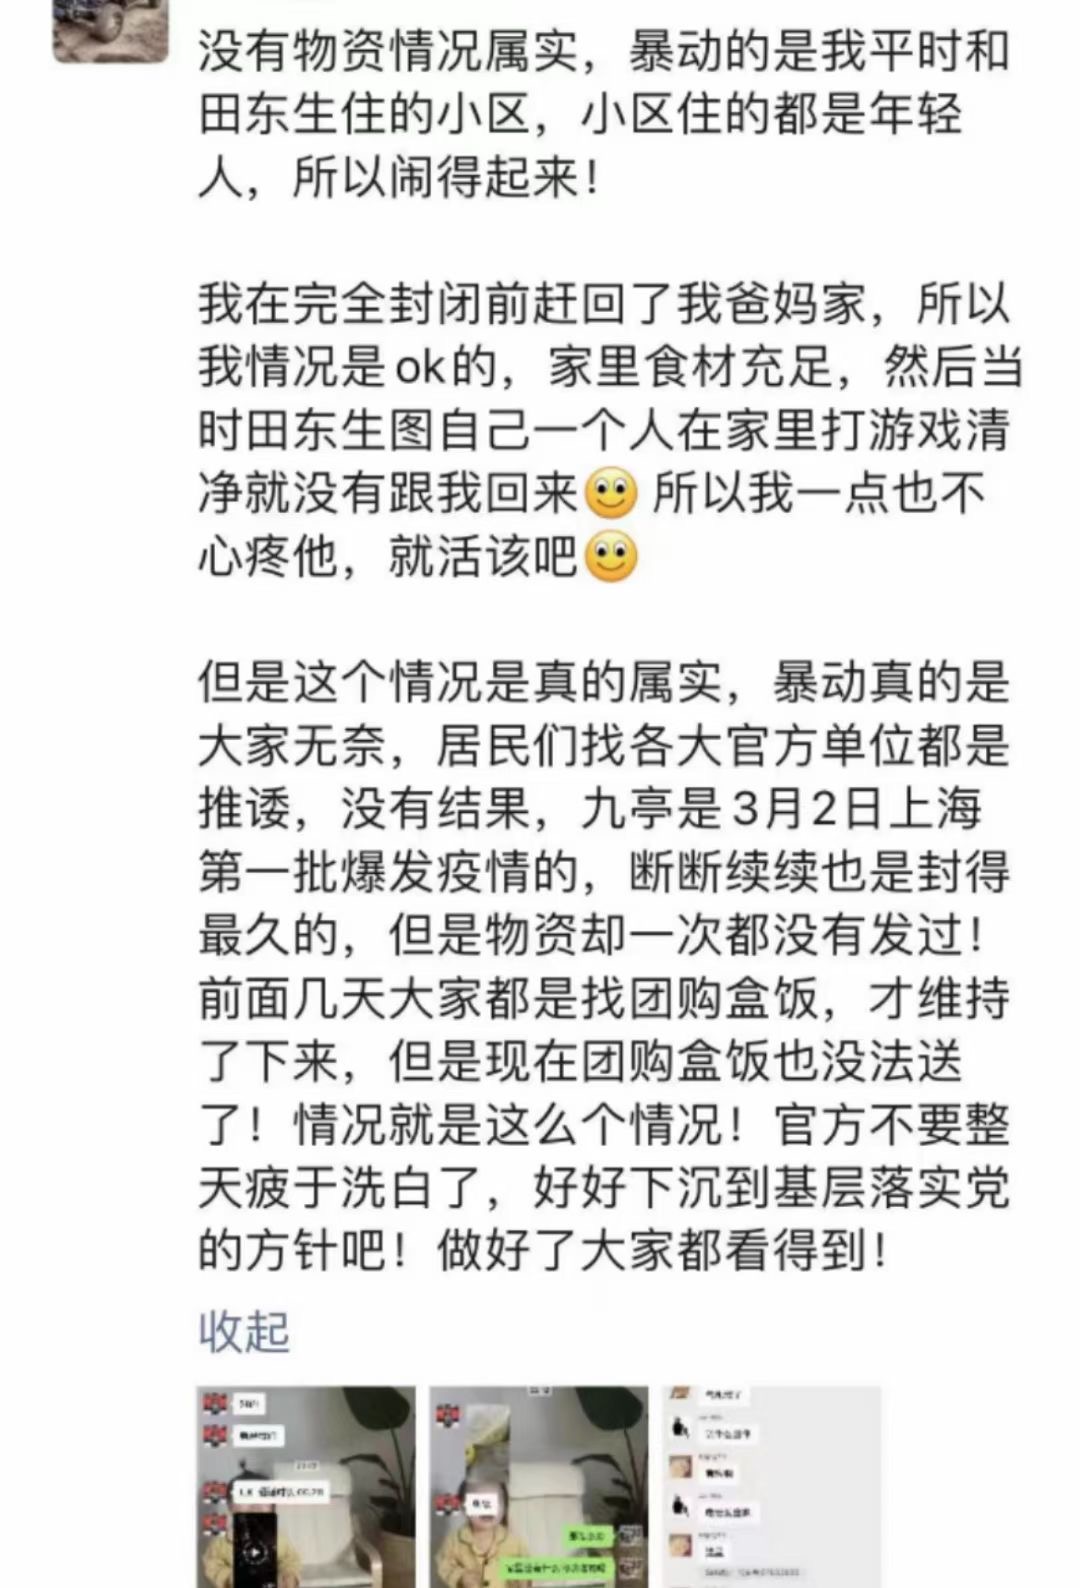 没有物资情况属实，暴动的是我平时和
田东生住的小区，小区住的都是年轻
人，所以闹得起来！
我在完全封闭前赶回了我爸妈家，所以
我情况是ok的，家里食材充足，然后当
时田东生图自己一个人在家里打游戏清
净就没有跟我回来 所以我一点也不
心疼他，就活该吧
但是这个情况是真的属实，暴动真的是
大家无奈，居民们找各大官方单位都是
推诿，没有结果，九亭是3月2日上海
第一批爆发疫情的，断断续续也是封得
最久的，但是物资却一次都没有发过！
前面几天大家都是找团购盒饭，才维持
了下来，但是现在团购盒饭也没法送
了！情况就是这么个情况！官方不要整
天疲于洗白了，好好下沉到基层落实党
的方针吧！做好了大家都看得到！
收起